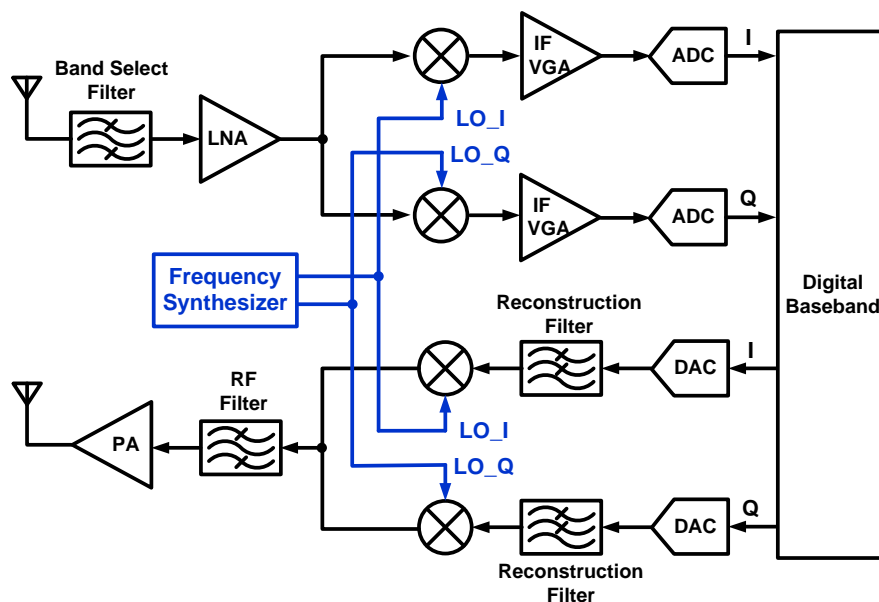 Band Select
Filter
LNA
LO_I
LO_Q
IF
VGA
ADC
I
IF
VGA
ADC
Q
Frequency
Synthesizer
Digital
Baseband
Reconstruction
Filter
DAC
I
RF
Filter
PA
LO_I
LO_Q
DAC
Q
Reconstruction
Filter